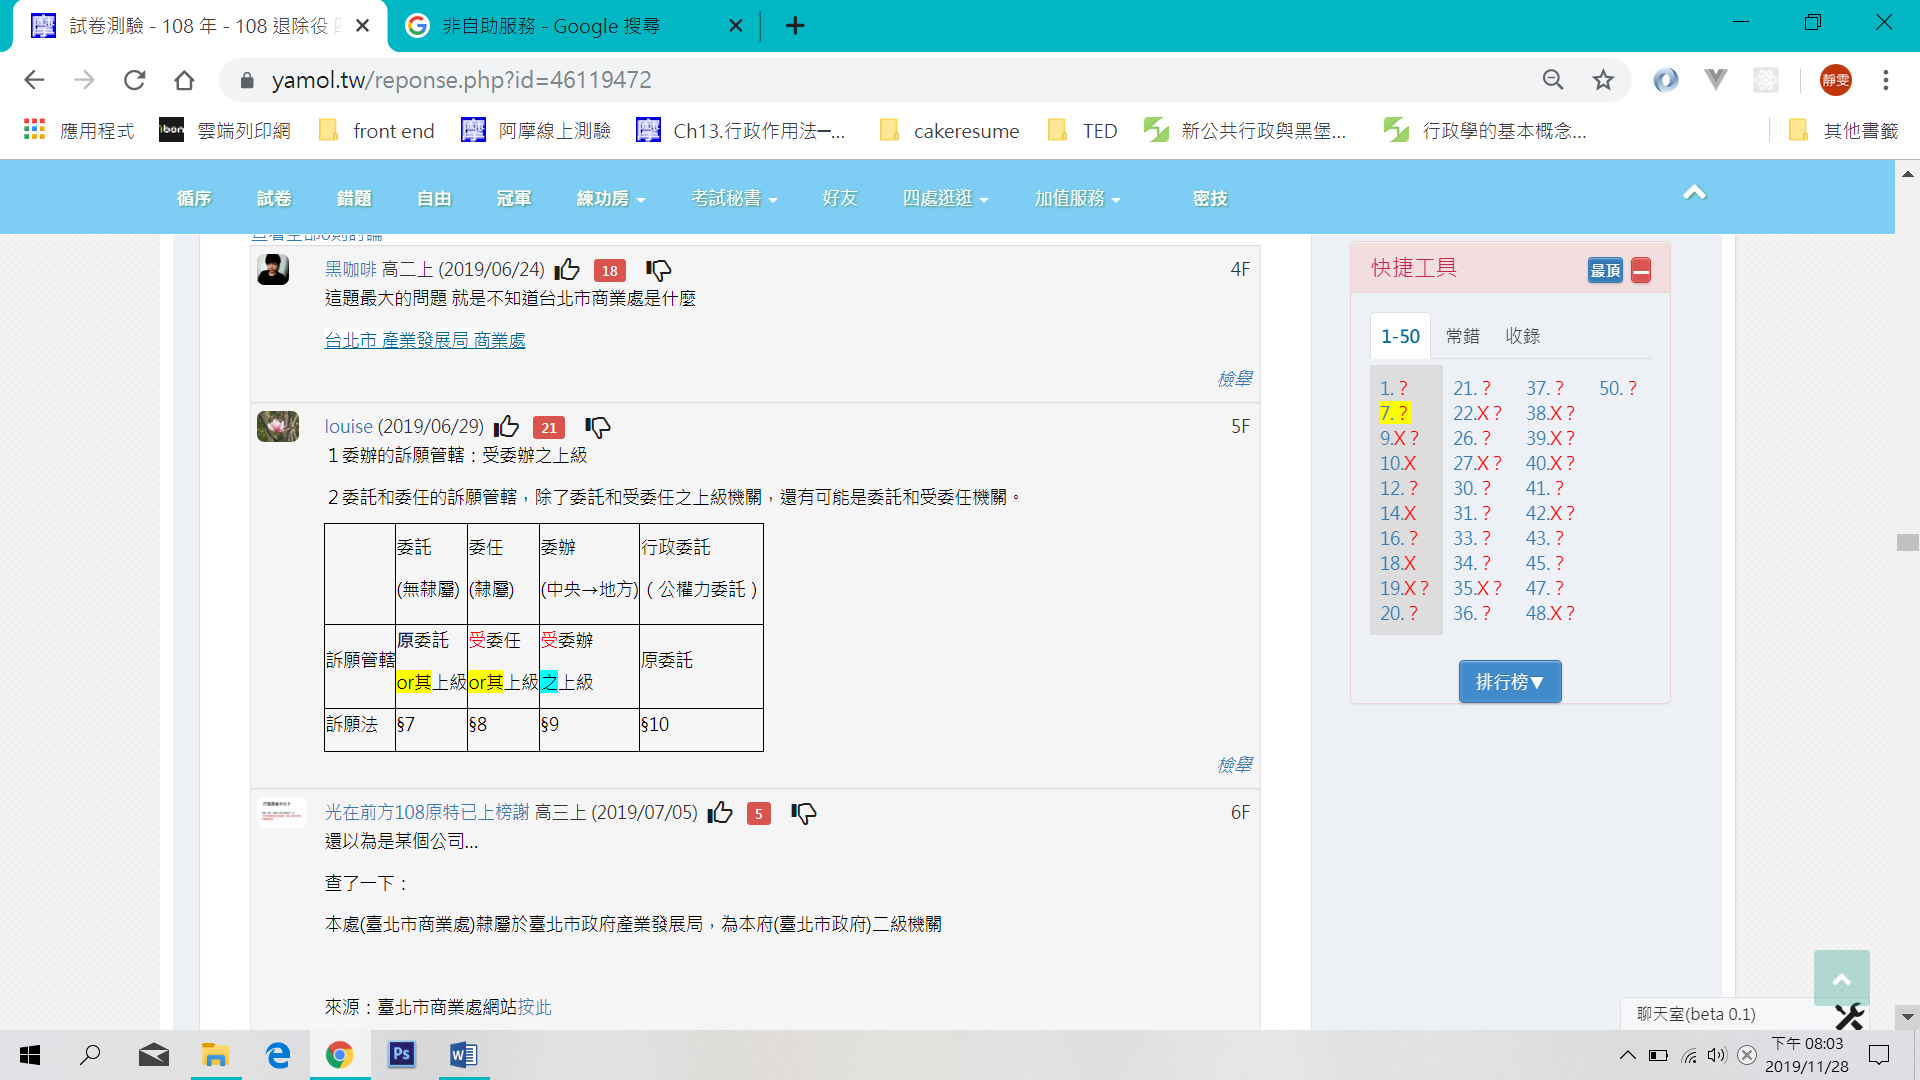 試卷測驗 - 108 年 - 108 退除役
非自助服務 - Google 搜尋
yamol.tw/reponse.php?id=46119472
靜雯
應用程式
ibon
雲端列印網
front end
阿摩線上測驗
Ch13.行政作用法─...
cakeresume
TED
新公共行政與黑堡...
行政學的基本概念...
其他書籤
循序
試卷
錯題
自由
冠軍
練功房
考試秘書
好友
四處逛逛
加值服務
密技
黑咖啡 高二上 (2019/06/24) 18 4F
這題最大的問題 就是不知道台北市商業處是什麼
台北市 產業發展局 商業處
檢舉
louise (2019/06/29) 21 5F
１委辦的訴願管轄：受委辦之上級
２委託和委任的訴願管轄，除了委託和受委任之上級機關，還有可能是委託和受委任機關。
委託 委任 委辦 行政委託
(無隸屬) (隸屬) (中央→地方) ( 公權力委託 )
訴願管轄 原委託 受委任 受委辦 原委託
or其上級 or其上級 之上級
訴願法 §7 §8 §9 §10
檢舉
光在前方108原特已上榜謝 高三上 (2019/07/05) 5 6F
還以為是某個公司...
查了一下：
本處(臺北市商業處)隸屬於臺北市政府產業發展局，為本府(臺北市政府)二級機關
來源：臺北市商業處網站按此
快捷工具 最頂
1-50 常錯 收錄
1. ? 21. ? 37. ? 50. ?
7. ? 22.X ? 38.X ?
9.X ? 26. ? 39.X ?
10.X 27.X ? 40.X ?
12. ? 30. ? 41. ?
14.X 31. ? 42.X ?
16. ? 33. ? 43. ?
18.X 34. ? 45. ?
19.X ? 35.X ? 47. ?
20. ? 36. ? 48.X ?
排行榜▼
聊天室(beta 0.1)
Ps
下午 08:03
2019/11/28